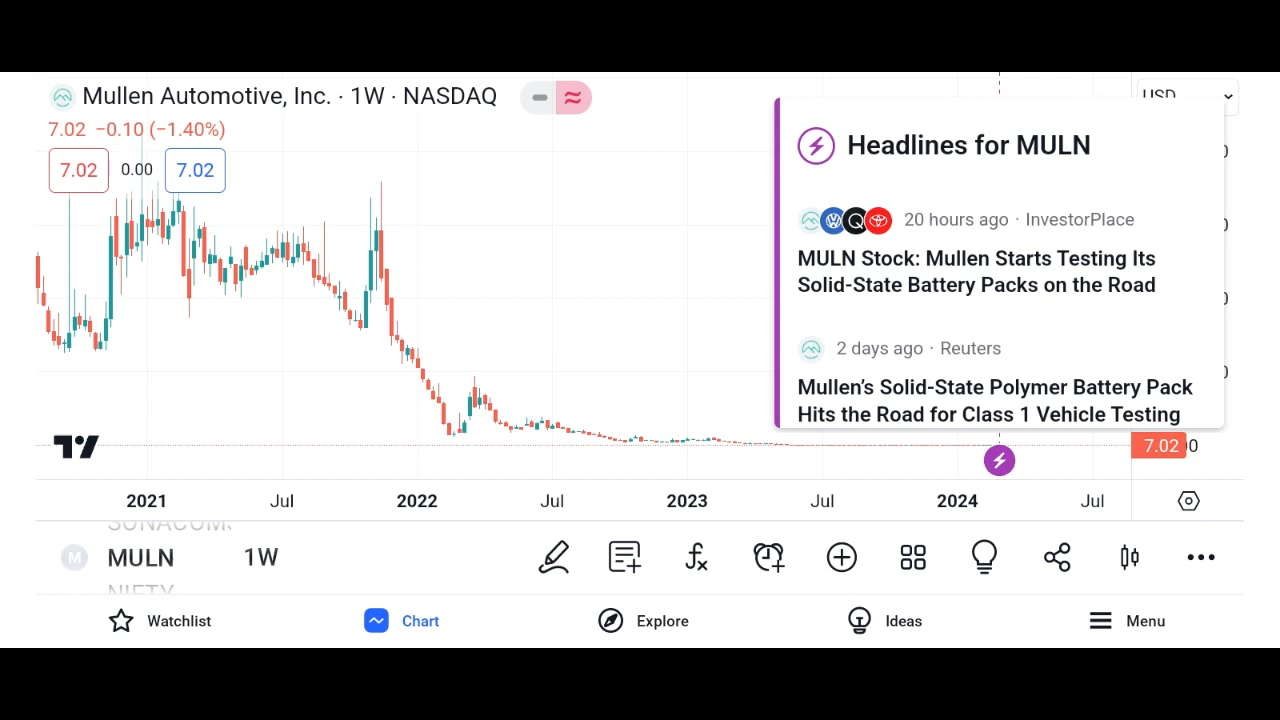 Mullen Automotive, Inc. · 1W · NASDAQ
7.02 −0.10 (−1.40%)
7.02 0.00 7.02
USD
Headlines for MULN
20 hours ago · InvestorPlace
MULN Stock: Mullen Starts Testing Its
Solid-State Battery Packs on the Road
2 days ago · Reuters
Mullen’s Solid-State Polymer Battery Pack
Hits the Road for Class 1 Vehicle Testing
7.02
2021 Jul 2022 Jul 2023 Jul 2024 Jul
M MULN 1W
NIFTY
Watchlist Chart Explore Ideas Menu